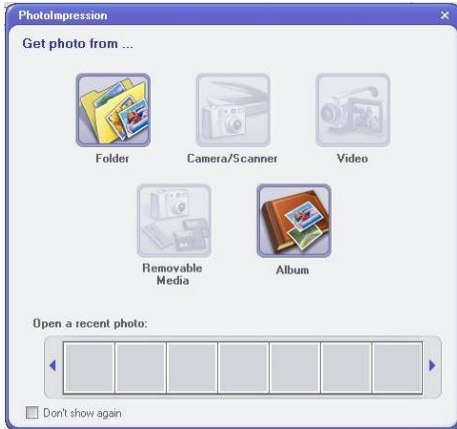 PhotoImpression
Get photo from ...
Folder
Camera/Scanner
Video
Removable
Media
Album
Open a recent photo:
Don't show again